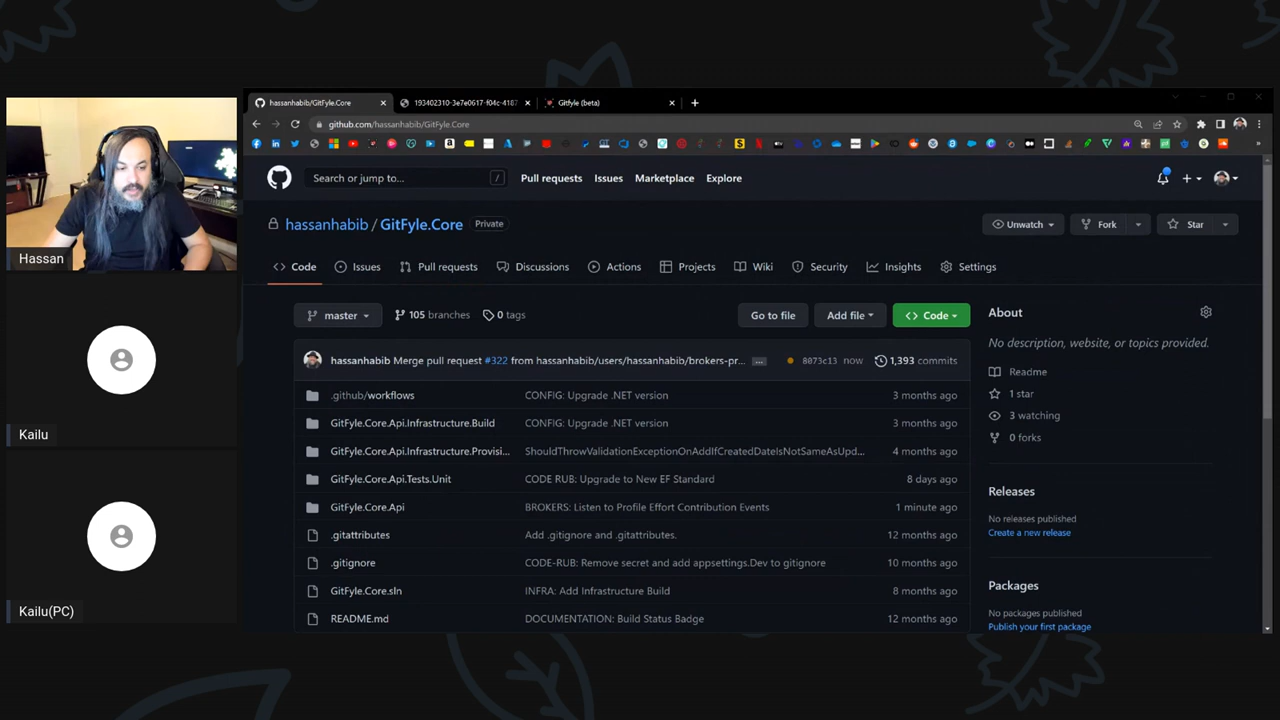 hassanhabib/GitFyle.Core
193402310-3e7e0617-f04c-4187
Gitfyle (beta)
github.com/hassanhabib/GitFyle.Core
Search or jump to...
/
Pull requests
Issues
Marketplace
Explore
hassanhabib / GitFyle.Core
Private
Unwatch
Fork
Star
Code
Issues
Pull requests
Discussions
Actions
Projects
Wiki
Security
Insights
Settings
master
105 branches
0 tags
Go to file
Add file
Code
hassanhabib Merge pull request #322 from hassanhabib/users/hassanhabib/brokers-pr...
...
8073c13 now
1,393 commits
.github/workflows
CONFIG: Upgrade .NET version
3 months ago
GitFyle.Core.Api.Infrastructure.Build
CONFIG: Upgrade .NET version
3 months ago
GitFyle.Core.Api.Infrastructure.Provisi...
ShouldThrowValidationExceptionOnAddIfCreatedDateIsNotSameAsUpd...
4 months ago
GitFyle.Core.Api.Tests.Unit
CODE RUB: Upgrade to New EF Standard
8 days ago
GitFyle.Core.Api
BROKERS: Listen to Profile Effort Contribution Events
1 minute ago
.gitattributes
Add .gitignore and .gitattributes.
12 months ago
.gitignore
CODE-RUB: Remove secret and add appsettings.Dev to gitignore
10 months ago
GitFyle.Core.sln
INFRA: Add Infrastructure Build
8 months ago
README.md
DOCUMENTATION: Build Status Badge
12 months ago
About
No description, website, or topics provided.
Readme
1 star
3 watching
0 forks
Releases
No releases published
Create a new release
Packages
No packages published
Publish your first package
Hassan
Kailu
Kailu(PC)